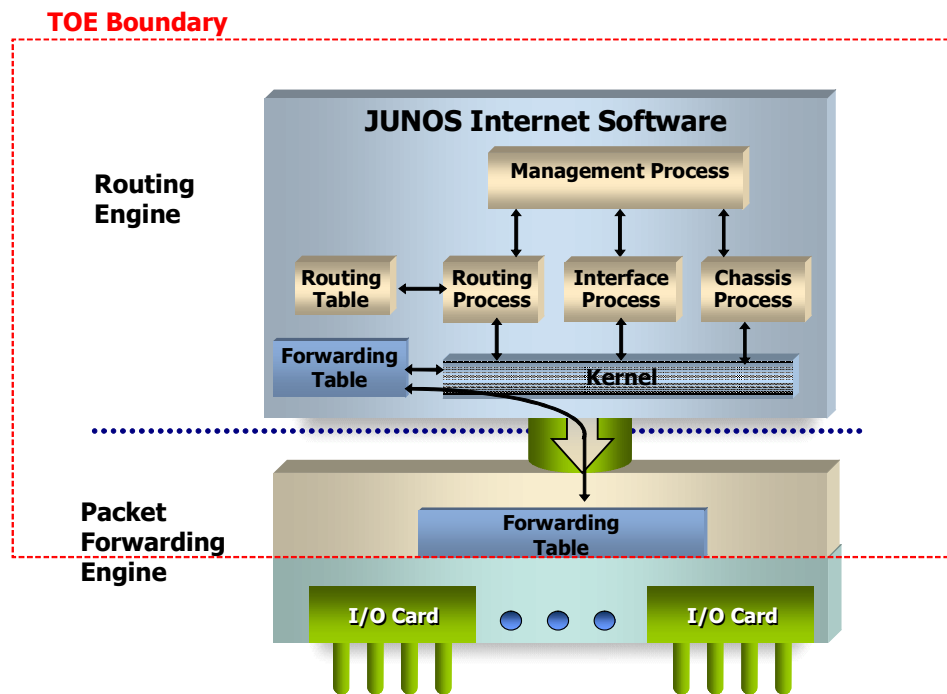 TOE Boundary
JUNOS Internet Software
Management Process
Routing
Engine
Routing
Table
Routing
Process
Interface
Process
Chassis
Process
Forwarding
Table
Kernel
Packet
Forwarding
Engine
Forwarding
Table
I/O Card
I/O Card